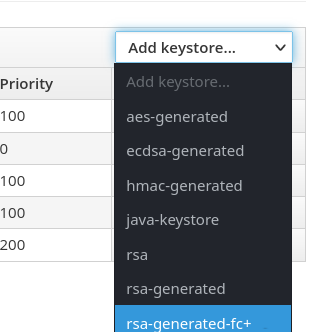 Add keystore...
Priority
Add keystore...
100
aes-generated
0
ecdsa-generated
100
hmac-generated
100
java-keystore
200
rsa
rsa-generated
rsa-generated-fc+